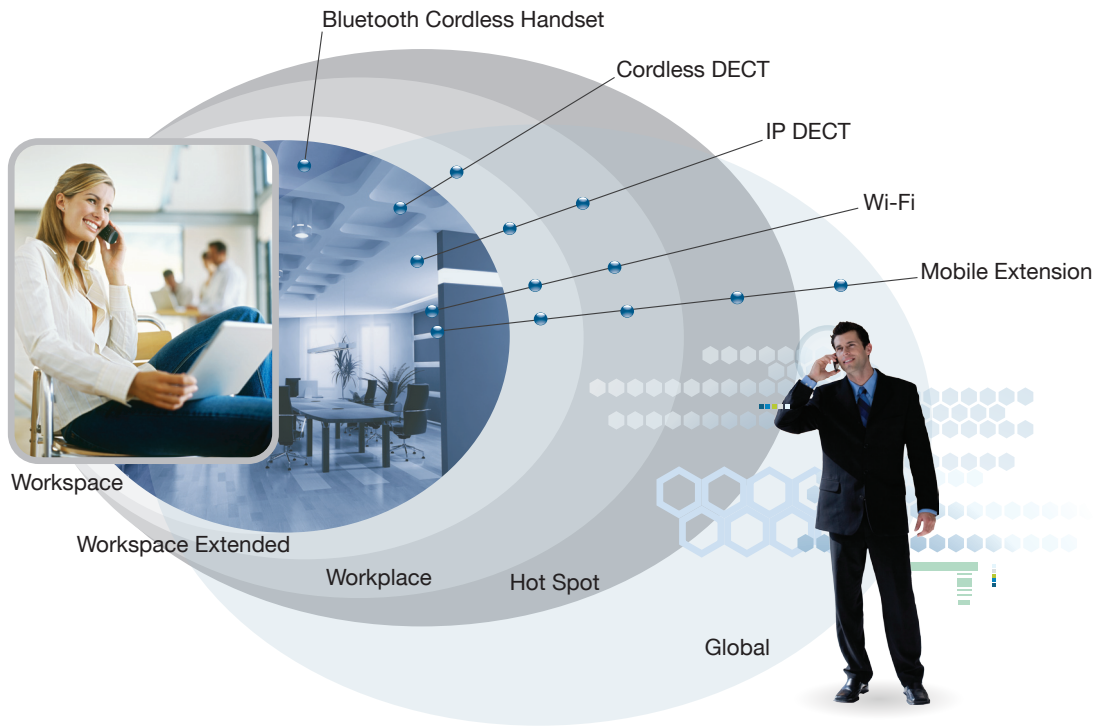 Bluetooth Cordless Handset
Cordless DECT
IP DECT
Wi-Fi
Mobile Extension
Workspace
Workspace Extended
Workplace
Hot Spot
Global